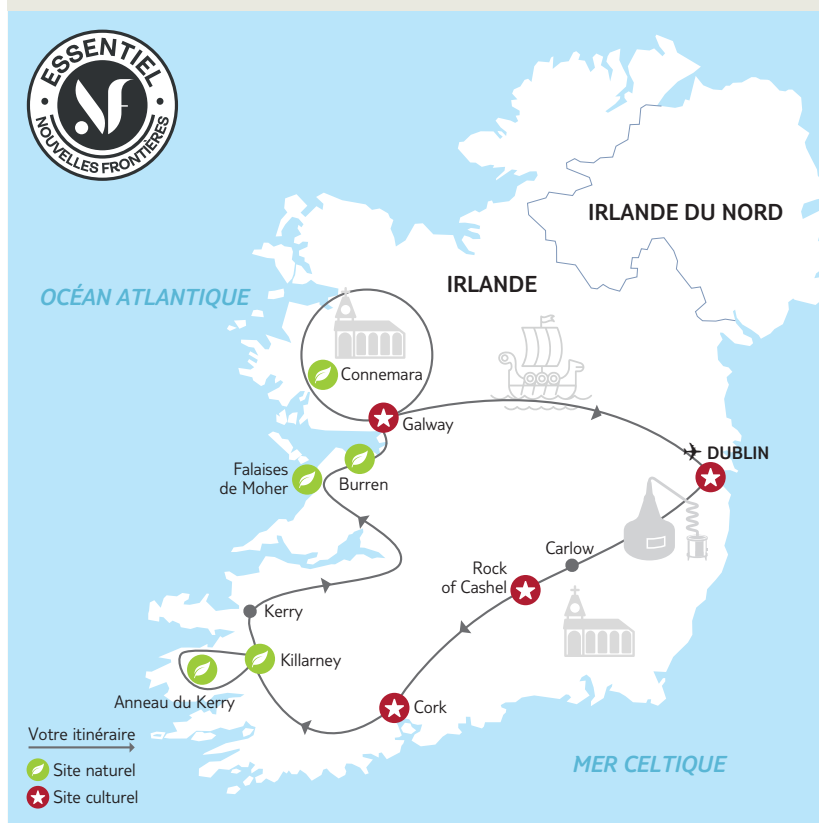 ESSENTIEL
NF
NOUVELLES FRONTIÈRES
IRLANDE DU NORD
IRLANDE
OCÉAN ATLANTIQUE
Connemara
Galway
DUBLIN
Falaises
de Moher
Burren
Carlow
Rock
of Cashel
Kerry
Killarney
Anneau du Kerry
Cork
Votre itinéraire
Site naturel
Site culturel
MER CELTIQUE